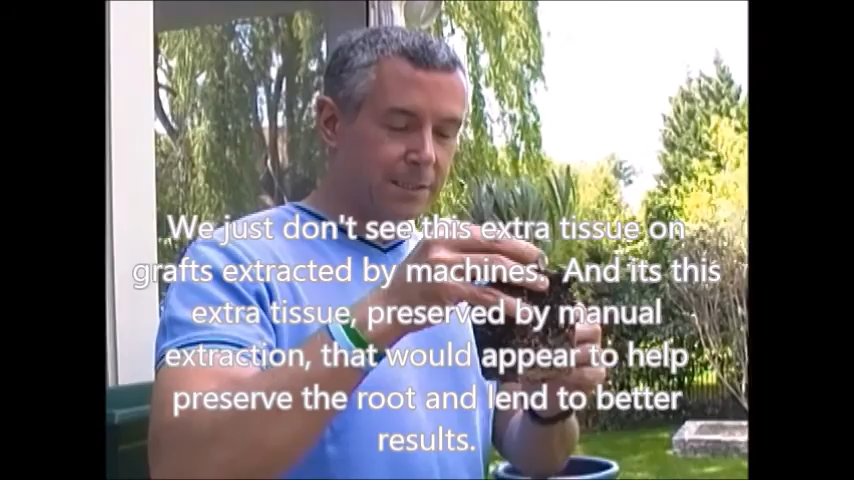 We just don't see this extra tissue on
grafts extracted by machines.  And its this
extra tissue, preserved by manual
extraction, that would appear to help
preserve the root and lend to better
results.